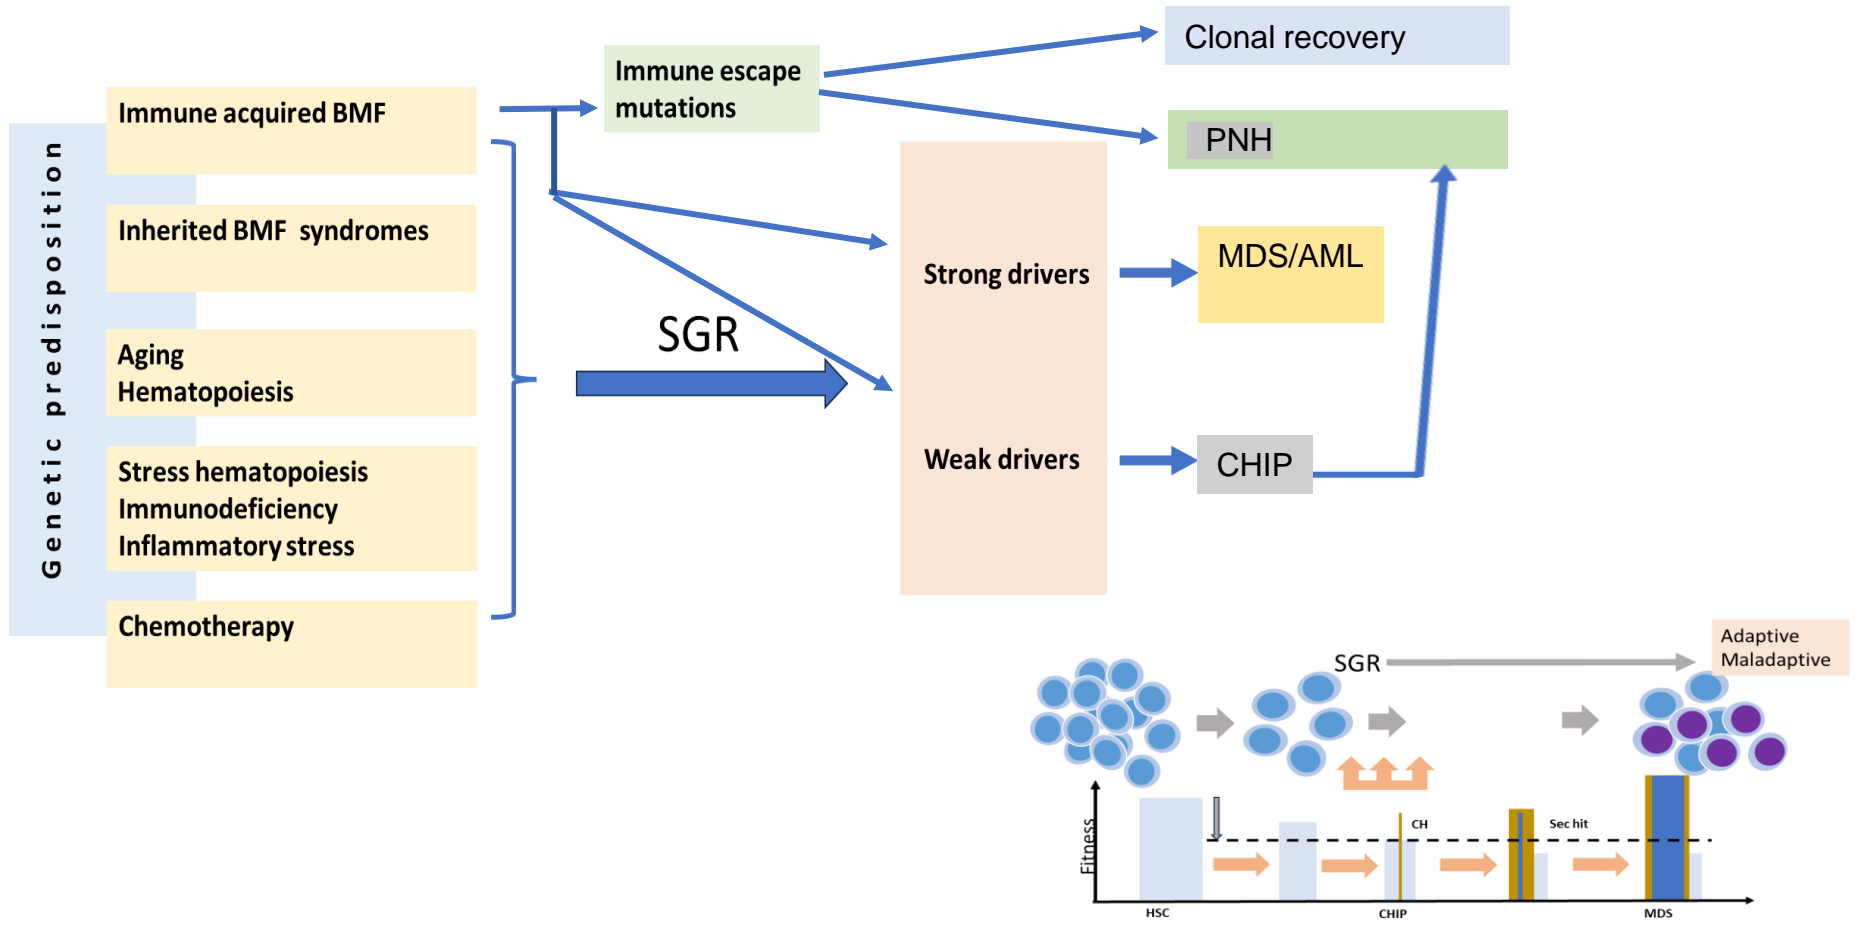 Genetic predisposition
Immune acquired BMF
Inherited BMF syndromes
Aging
Hematopoiesis
Stress hematopoiesis
Immunodeficiency
Inflammatory stress
Chemotherapy
SGR
Immune escape
mutations
Strong drivers
Weak drivers
Clonal recovery
PNH
MDS/AML
CHIP
SGR
Adaptive
Maladaptive
Fitness
CH
Sec hit
HSC
CHIP
MDS